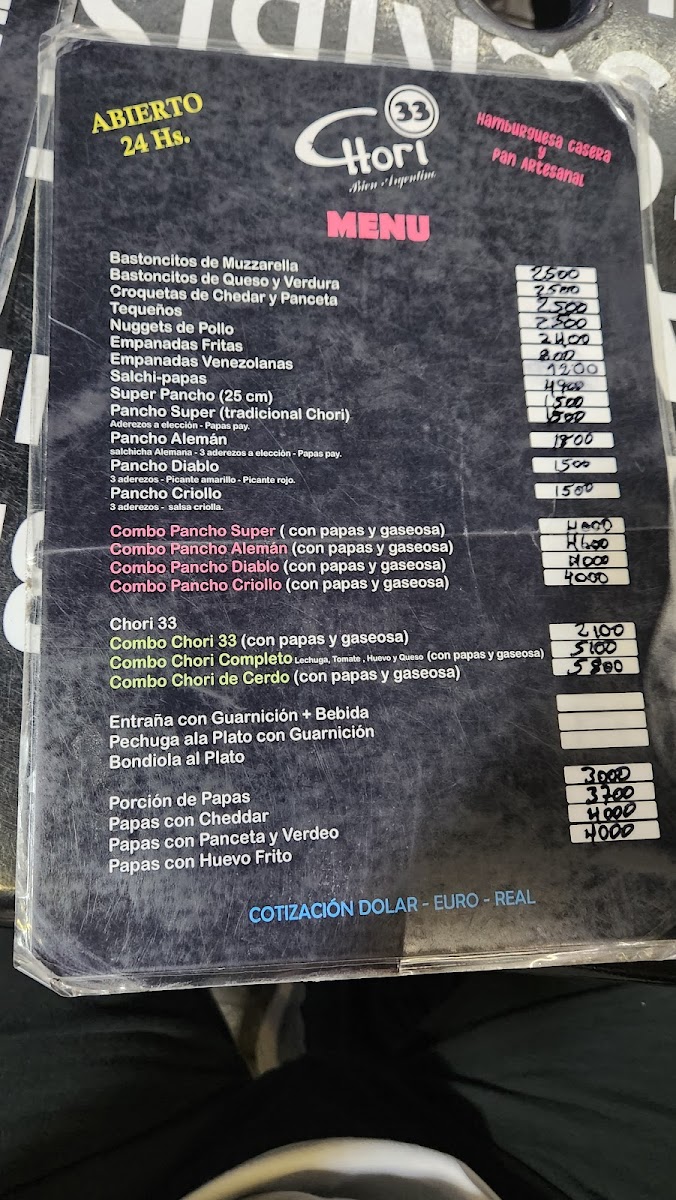 ABIERTO
24 Hs.
33
CHORI
Bien Argentino
Hamburguesa Casera
y
Pan Artesanal
MENU
Bastoncitos de Muzzarella 2500
Bastoncitos de Queso y Verdura 2500
Croquetas de Chedar y Panceta 2500
Tequeños 2500
Nuggets de Pollo 2400
Empanadas Fritas 800
Empanadas Venezolanas 1200
Salchi-papas 4900
Super Pancho (25 cm) 1500
Pancho Super (tradicional Chori) 1500
Aderezos a elección - Papas pay.
Pancho Alemán 1800
salchicha Alemana - 3 aderezos a elección - Papas pay.
Pancho Diablo 1500
3 aderezos - Picante amarillo - Picante rojo.
Pancho Criollo 1500
3 aderezos - salsa criolla.
Combo Pancho Super ( con papas y gaseosa) 4000
Combo Pancho Alemán (con papas y gaseosa)
Combo Pancho Diablo (con papas y gaseosa) 4000
Combo Pancho Criollo (con papas y gaseosa) 4000
Chori 33 2100
Combo Chori 33 (con papas y gaseosa) 5100
Combo Chori Completo Lechuga, Tomate , Huevo y Queso (con papas y gaseosa) 5800
Combo Chori de Cerdo (con papas y gaseosa)
Entraña con Guarnición + Bebida
Pechuga ala Plato con Guarnición
Bondiola al Plato
Porción de Papas 3000
Papas con Cheddar 3700
Papas con Panceta y Verdeo 4000
Papas con Huevo Frito 4000
COTIZACIÓN DOLAR - EURO - REAL